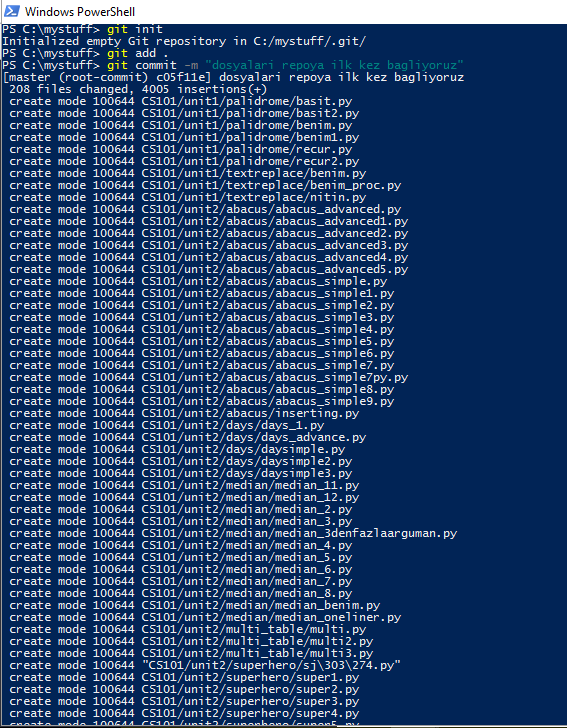 Windows PowerShell
PS C:\mystuff> git init
Initialized empty Git repository in C:/mystuff/.git/
PS C:\mystuff> git add .
PS C:\mystuff> git commit -m "dosyalari repoya ilk kez bagliyoruz"
[master (root-commit) c05f11e] dosyalari repoya ilk kez bagliyoruz
 208 files changed, 4005 insertions(+)
 create mode 100644 CS101/unit1/palidrome/basit.py
 create mode 100644 CS101/unit1/palidrome/basit2.py
 create mode 100644 CS101/unit1/palidrome/benim.py
 create mode 100644 CS101/unit1/palidrome/benim1.py
 create mode 100644 CS101/unit1/palidrome/recur.py
 create mode 100644 CS101/unit1/palidrome/recur2.py
 create mode 100644 CS101/unit1/textreplace/benim.py
 create mode 100644 CS101/unit1/textreplace/benim_proc.py
 create mode 100644 CS101/unit1/textreplace/nitin.py
 create mode 100644 CS101/unit2/abacus/abacus_advanced.py
 create mode 100644 CS101/unit2/abacus/abacus_advanced1.py
 create mode 100644 CS101/unit2/abacus/abacus_advanced2.py
 create mode 100644 CS101/unit2/abacus/abacus_advanced3.py
 create mode 100644 CS101/unit2/abacus/abacus_advanced4.py
 create mode 100644 CS101/unit2/abacus/abacus_advanced5.py
 create mode 100644 CS101/unit2/abacus/abacus_simple.py
 create mode 100644 CS101/unit2/abacus/abacus_simple1.py
 create mode 100644 CS101/unit2/abacus/abacus_simple2.py
 create mode 100644 CS101/unit2/abacus/abacus_simple3.py
 create mode 100644 CS101/unit2/abacus/abacus_simple4.py
 create mode 100644 CS101/unit2/abacus/abacus_simple5.py
 create mode 100644 CS101/unit2/abacus/abacus_simple6.py
 create mode 100644 CS101/unit2/abacus/abacus_simple7.py
 create mode 100644 CS101/unit2/abacus/abacus_simple7py.py
 create mode 100644 CS101/unit2/abacus/abacus_simple8.py
 create mode 100644 CS101/unit2/abacus/abacus_simple9.py
 create mode 100644 CS101/unit2/abacus/inserting.py
 create mode 100644 CS101/unit2/days/days_1.py
 create mode 100644 CS101/unit2/days/days_advance.py
 create mode 100644 CS101/unit2/days/daysimple.py
 create mode 100644 CS101/unit2/days/daysimple2.py
 create mode 100644 CS101/unit2/days/daysimple3.py
 create mode 100644 CS101/unit2/median/median_11.py
 create mode 100644 CS101/unit2/median/median_12.py
 create mode 100644 CS101/unit2/median/median_2.py
 create mode 100644 CS101/unit2/median/median_3.py
 create mode 100644 CS101/unit2/median/median_3denfazlaarguman.py
 create mode 100644 CS101/unit2/median/median_4.py
 create mode 100644 CS101/unit2/median/median_5.py
 create mode 100644 CS101/unit2/median/median_6.py
 create mode 100644 CS101/unit2/median/median_7.py
 create mode 100644 CS101/unit2/median/median_8.py
 create mode 100644 CS101/unit2/median/median_benim.py
 create mode 100644 CS101/unit2/median/median_oneliner.py
 create mode 100644 CS101/unit2/multi_table/multi.py
 create mode 100644 CS101/unit2/multi_table/multi2.py
 create mode 100644 CS101/unit2/multi_table/multi3.py
 create mode 100644 "CS101/unit2/superhero/sj\303\274.py"
 create mode 100644 CS101/unit2/superhero/super1.py
 create mode 100644 CS101/unit2/superhero/super2.py
 create mode 100644 CS101/unit2/superhero/super3.py
 create mode 100644 CS101/unit2/superhero/super4.py
 create mode 100644